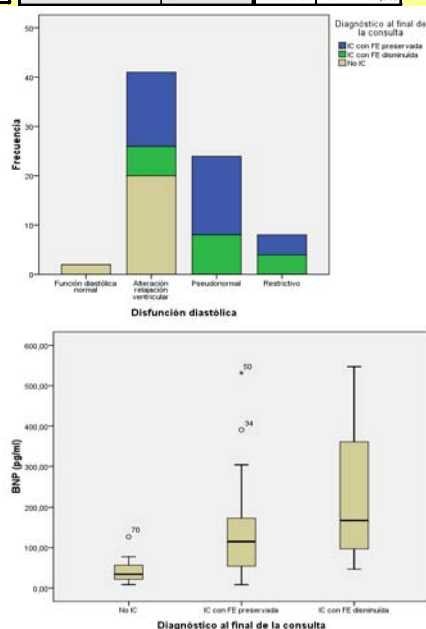 Diagnóstico al final de
la consulta
IC con FE preservada
IC con FE disminuída
No IC
50
40
30
20
10
0
Frecuencia
Función diastólica
normal
Alteración
relajación
ventricular
Pseudonormal
Restrictivo
Disfunción diastólica
600,00
500,00
400,00
300,00
200,00
100,00
0,00
BNP (pg/ml)
70
50
34
No IC
IC con FE preservada
IC con FE disminuída
Diagnóstico al final de la consulta